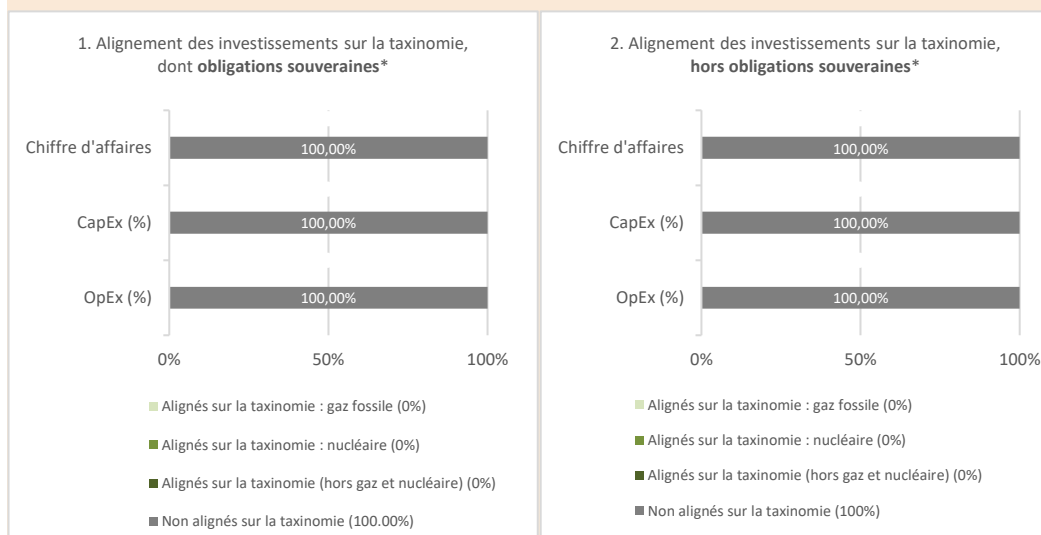 1. Alignement des investissements sur la taxinomie,
dont obligations souveraines*
Chiffre d'affaires
100,00%
CapEx (%)
100,00%
OpEx (%)
100,00%
0%
50%
100%
Alignés sur la taxinomie : gaz fossile (0%)
Alignés sur la taxinomie : nucléaire (0%)
Alignés sur la taxinomie (hors gaz et nucléaire) (0%)
Non alignés sur la taxinomie (100.00%)
2. Alignement des investissements sur la taxinomie,
hors obligations souveraines*
Chiffre d'affaires
100,00%
CapEx (%)
100,00%
OpEx (%)
100,00%
0%
50%
100%
Alignés sur la taxinomie : gaz fossile (0%)
Alignés sur la taxinomie : nucléaire (0%)
Alignés sur la taxinomie (hors gaz et nucléaire) (0%)
Non alignés sur la taxinomie (100%)